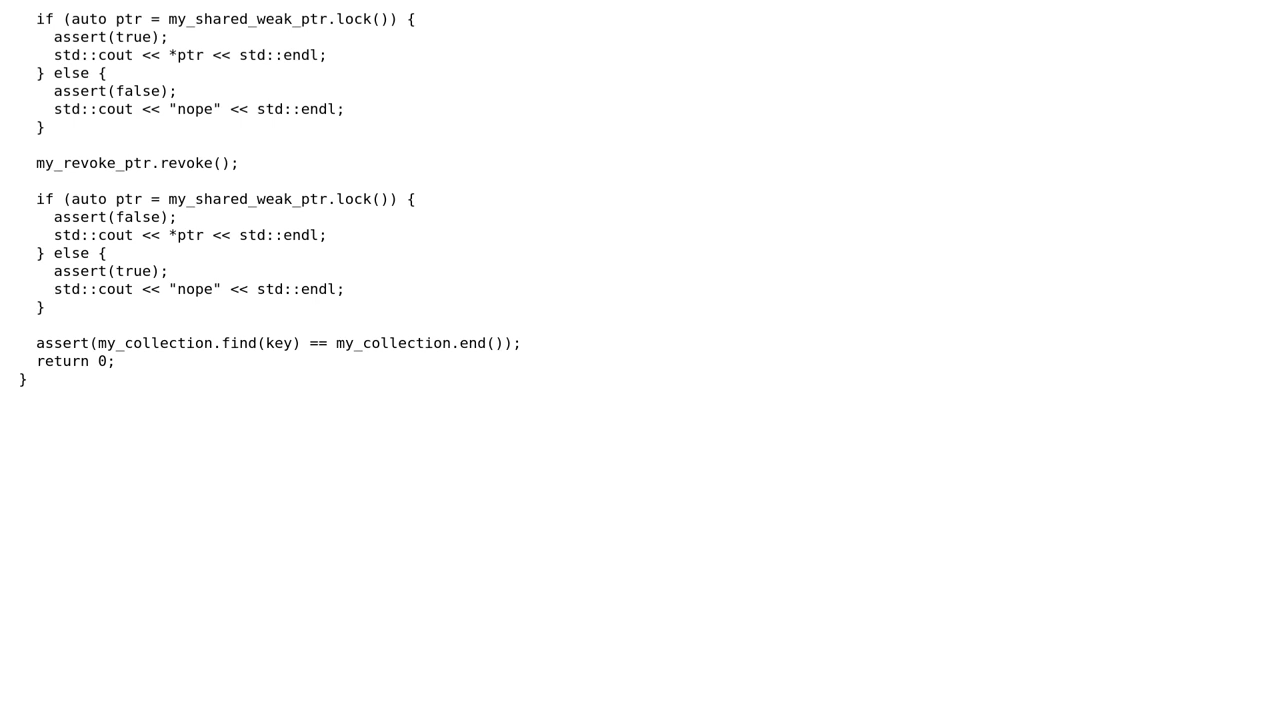 if (auto ptr = my_shared_weak_ptr.lock()) {
    assert(true);
    std::cout << *ptr << std::endl;
  } else {
    assert(false);
    std::cout << "nope" << std::endl;
  }

  my_revoke_ptr.revoke();

  if (auto ptr = my_shared_weak_ptr.lock()) {
    assert(false);
    std::cout << *ptr << std::endl;
  } else {
    assert(true);
    std::cout << "nope" << std::endl;
  }

  assert(my_collection.find(key) == my_collection.end());
  return 0;
}